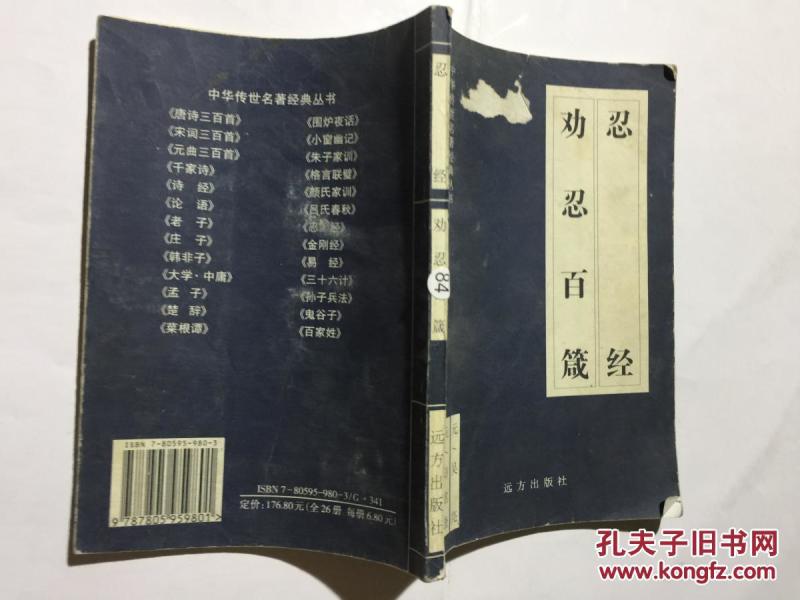 中华传世名著经典丛书
《唐诗三百首》
《宋词三百首》
《元曲三百首》
《千家诗》
《诗 经》
《论 语》
《老 子》
《庄 子》
《韩非子》
《大学·中庸》
《孟 子》
《楚 辞》
《菜根谭》
《围炉夜话》
《小窗幽记》
《朱子家训》
《格言联璧》
《颜氏家训》
《吕氏春秋》
《忍 经》
《金刚经》
《易 经》
《三十六计》
《孙子兵法》
《鬼谷子》
《百家姓》
ISBN 7-80595-980-3
9 787805 959801 >
ISBN 7-80595-980-3/G·341
定价:176.80元(全26册 每册6.80元)
忍 经
劝忍 箴
84
远方出版社
忍 经
劝忍百箴
远方出版社
孔夫子旧书网
www.kongfz.com